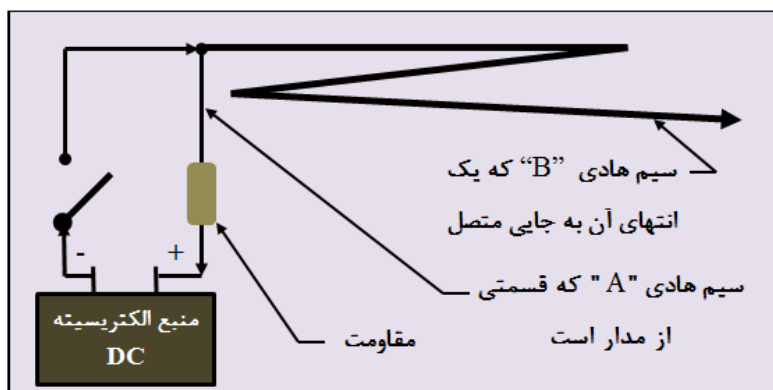 سیم هادی “B” که یک
انتهای آن به جایی متصل
- +
سیم هادی "A" که قسمتی
از مدار است
مقاومت
منبع الکتریسیته
DC